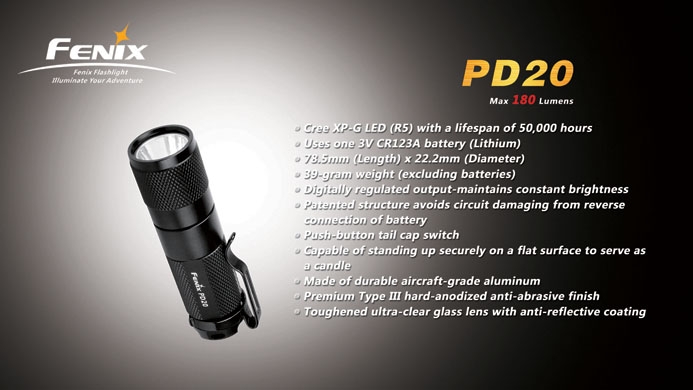 FENIX
Fenix Flashlight
Illuminate Your Adventure
PD20
Max 180 Lumens
Cree XP-G LED (R5) with a lifespan of 50,000 hours
Uses one 3V CR123A battery (Lithium)
78.5mm (Length) x 22.2mm (Diameter)
39-gram weight (excluding batteries)
Digitally regulated output-maintains constant brightness
Patented structure avoids circuit damaging from reverse
connection of battery
Push-button tail cap switch
Capable of standing up securely on a flat surface to serve as
a candle
Made of durable aircraft-grade aluminum
Premium Type III hard-anodized anti-abrasive finish
Toughened ultra-clear glass lens with anti-reflective coating
Fenix PD20